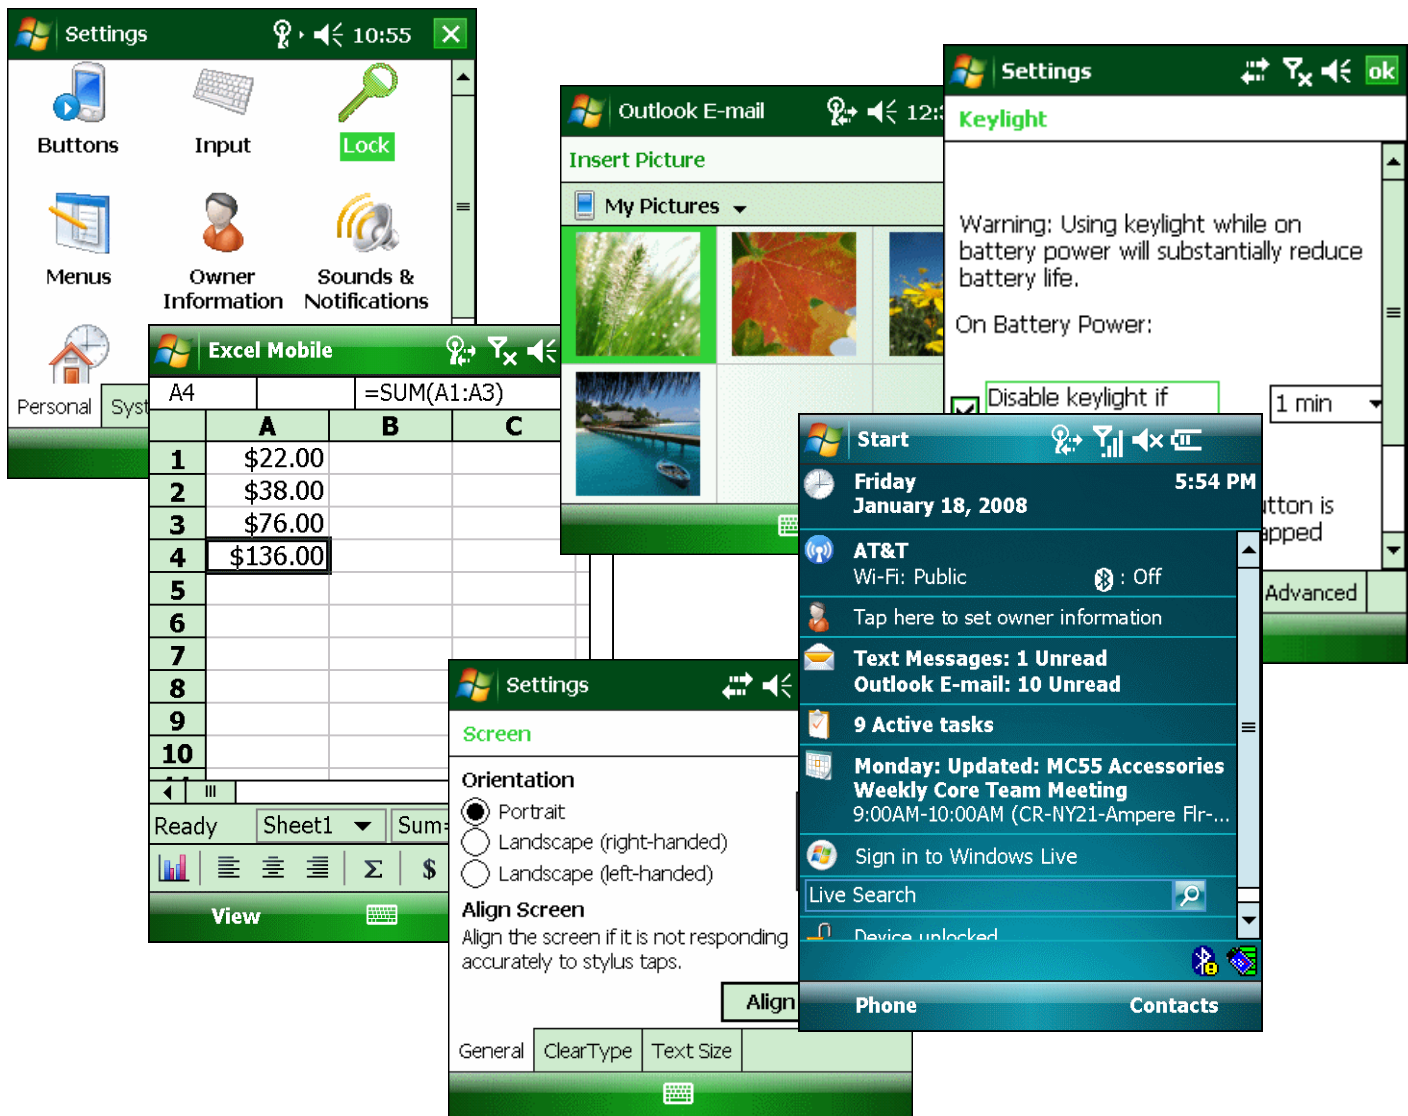 Settings
10:55
Buttons
Input
Lock
Menus
Owner
Information
Sounds &
Notifications
Personal
Syst
Excel Mobile
A4
=SUM(A1:A3)
A B C
1 $22.00
2 $38.00
3 $76.00
4 $136.00
5
6
7
8
9
10
Ready
Sheet1
Sum=
Σ
$
View
Outlook E-mail
12:
Insert Picture
My Pictures
Settings
ok
Keylight
Warning: Using keylight while on
battery power will substantially reduce
battery life.
On Battery Power:
Disable keylight if
1 min
utton is
apped
Advanced
Settings
Screen
Orientation
Portrait
Landscape (right-handed)
Landscape (left-handed)
Align Screen
Align the screen if it is not responding
accurately to stylus taps.
Align
General
ClearType
Text Size
Start
Friday
5:54 PM
January 18, 2008
AT&T
Wi-Fi: Public
: Off
Tap here to set owner information
Text Messages: 1 Unread
Outlook E-mail: 10 Unread
9 Active tasks
Monday: Updated: MC55 Accessories
Weekly Core Team Meeting
9:00AM-10:00AM (CR-NY21-Ampere Flr-...
Sign in to Windows Live
Live Search
Device unlocked
Phone
Contacts